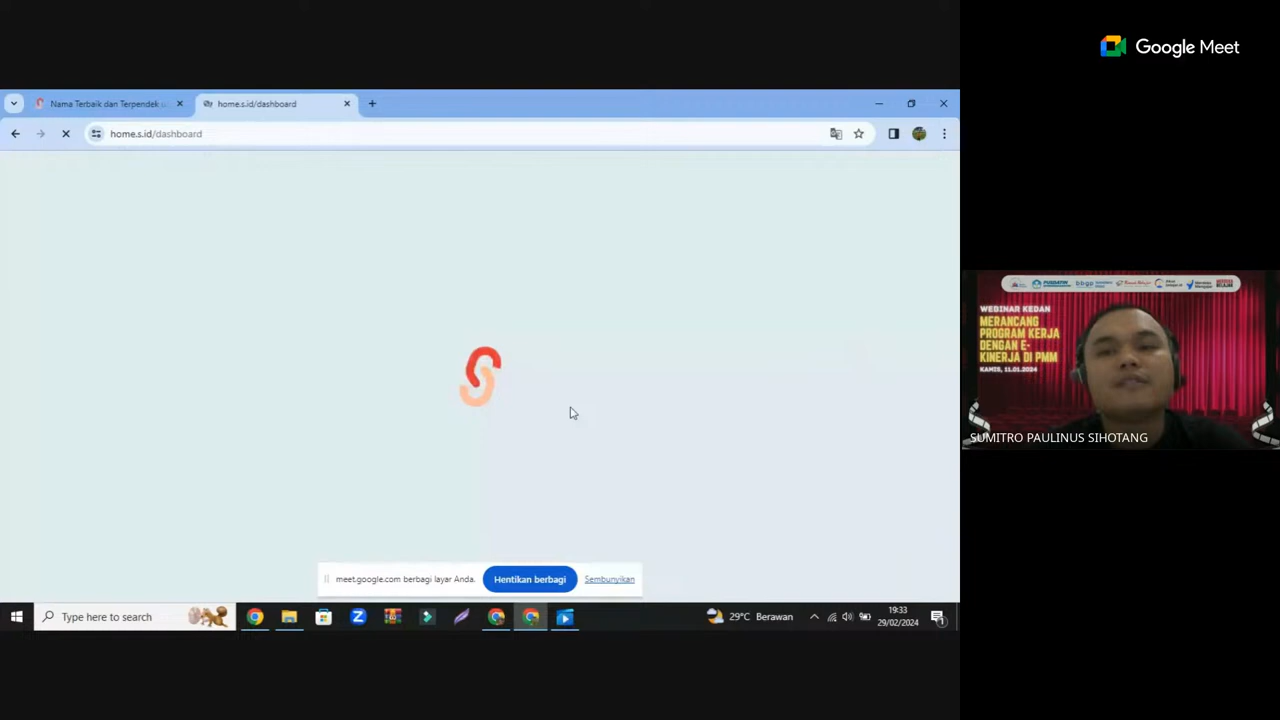 Google Meet
Nama Terbaik dan Terpendek
home.s.id/dashboard
home.s.id/dashboard
WEBINAR KEDAN
MERANCANG
PROGRAM KERJA
DENGAN E-
KINERJA DI PMM
KAMIS, 11.01.2024
SUMITRO PAULINUS SIHOTANG
meet.google.com berbagi layar Anda.
Hentikan berbagi
Sembunyikan
Type here to search
29°C Berawan
19:33
29/02/2024